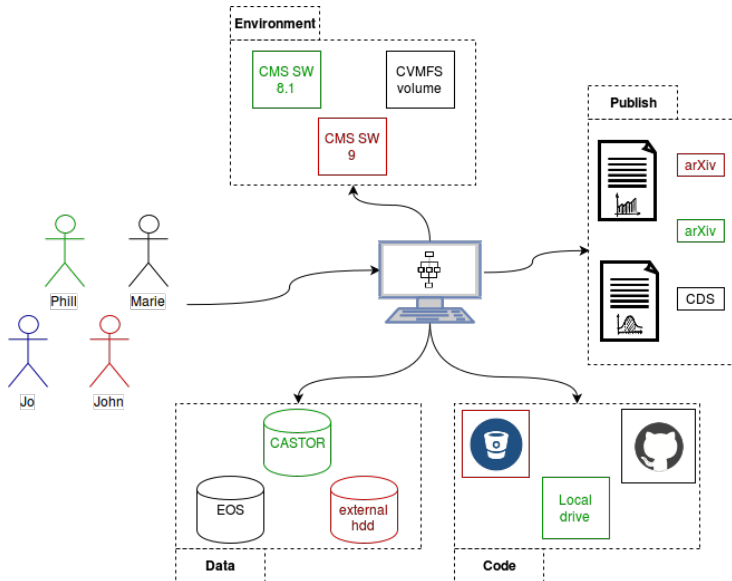 Environment
CMS SW
8.1
CVMFS
volume
CMS SW
9
Publish
arXiv
arXiv
CDS
Phill
Marie
Jo
John
CASTOR
EOS
external
hdd
Data
Local
drive
Code